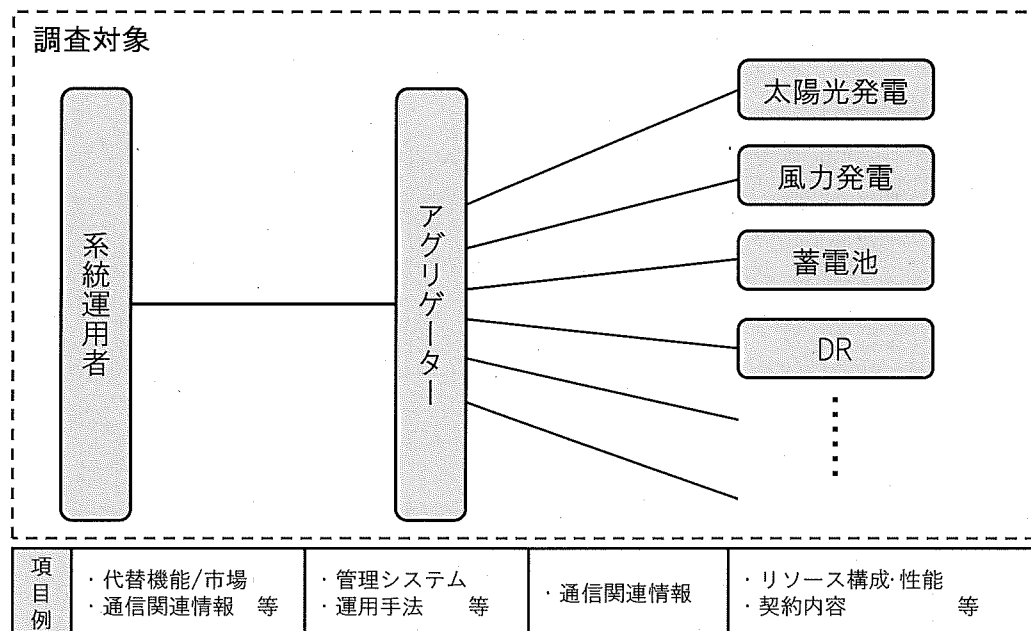 調査対象
系統運用者
アグリゲーター
太陽光発電
風力発電
蓄電池
DR
項目例
・代替機能/市場
・通信関連情報 等
・管理システム
・運用手法 等
・通信関連情報
・リソース構成・性能
・契約内容 等